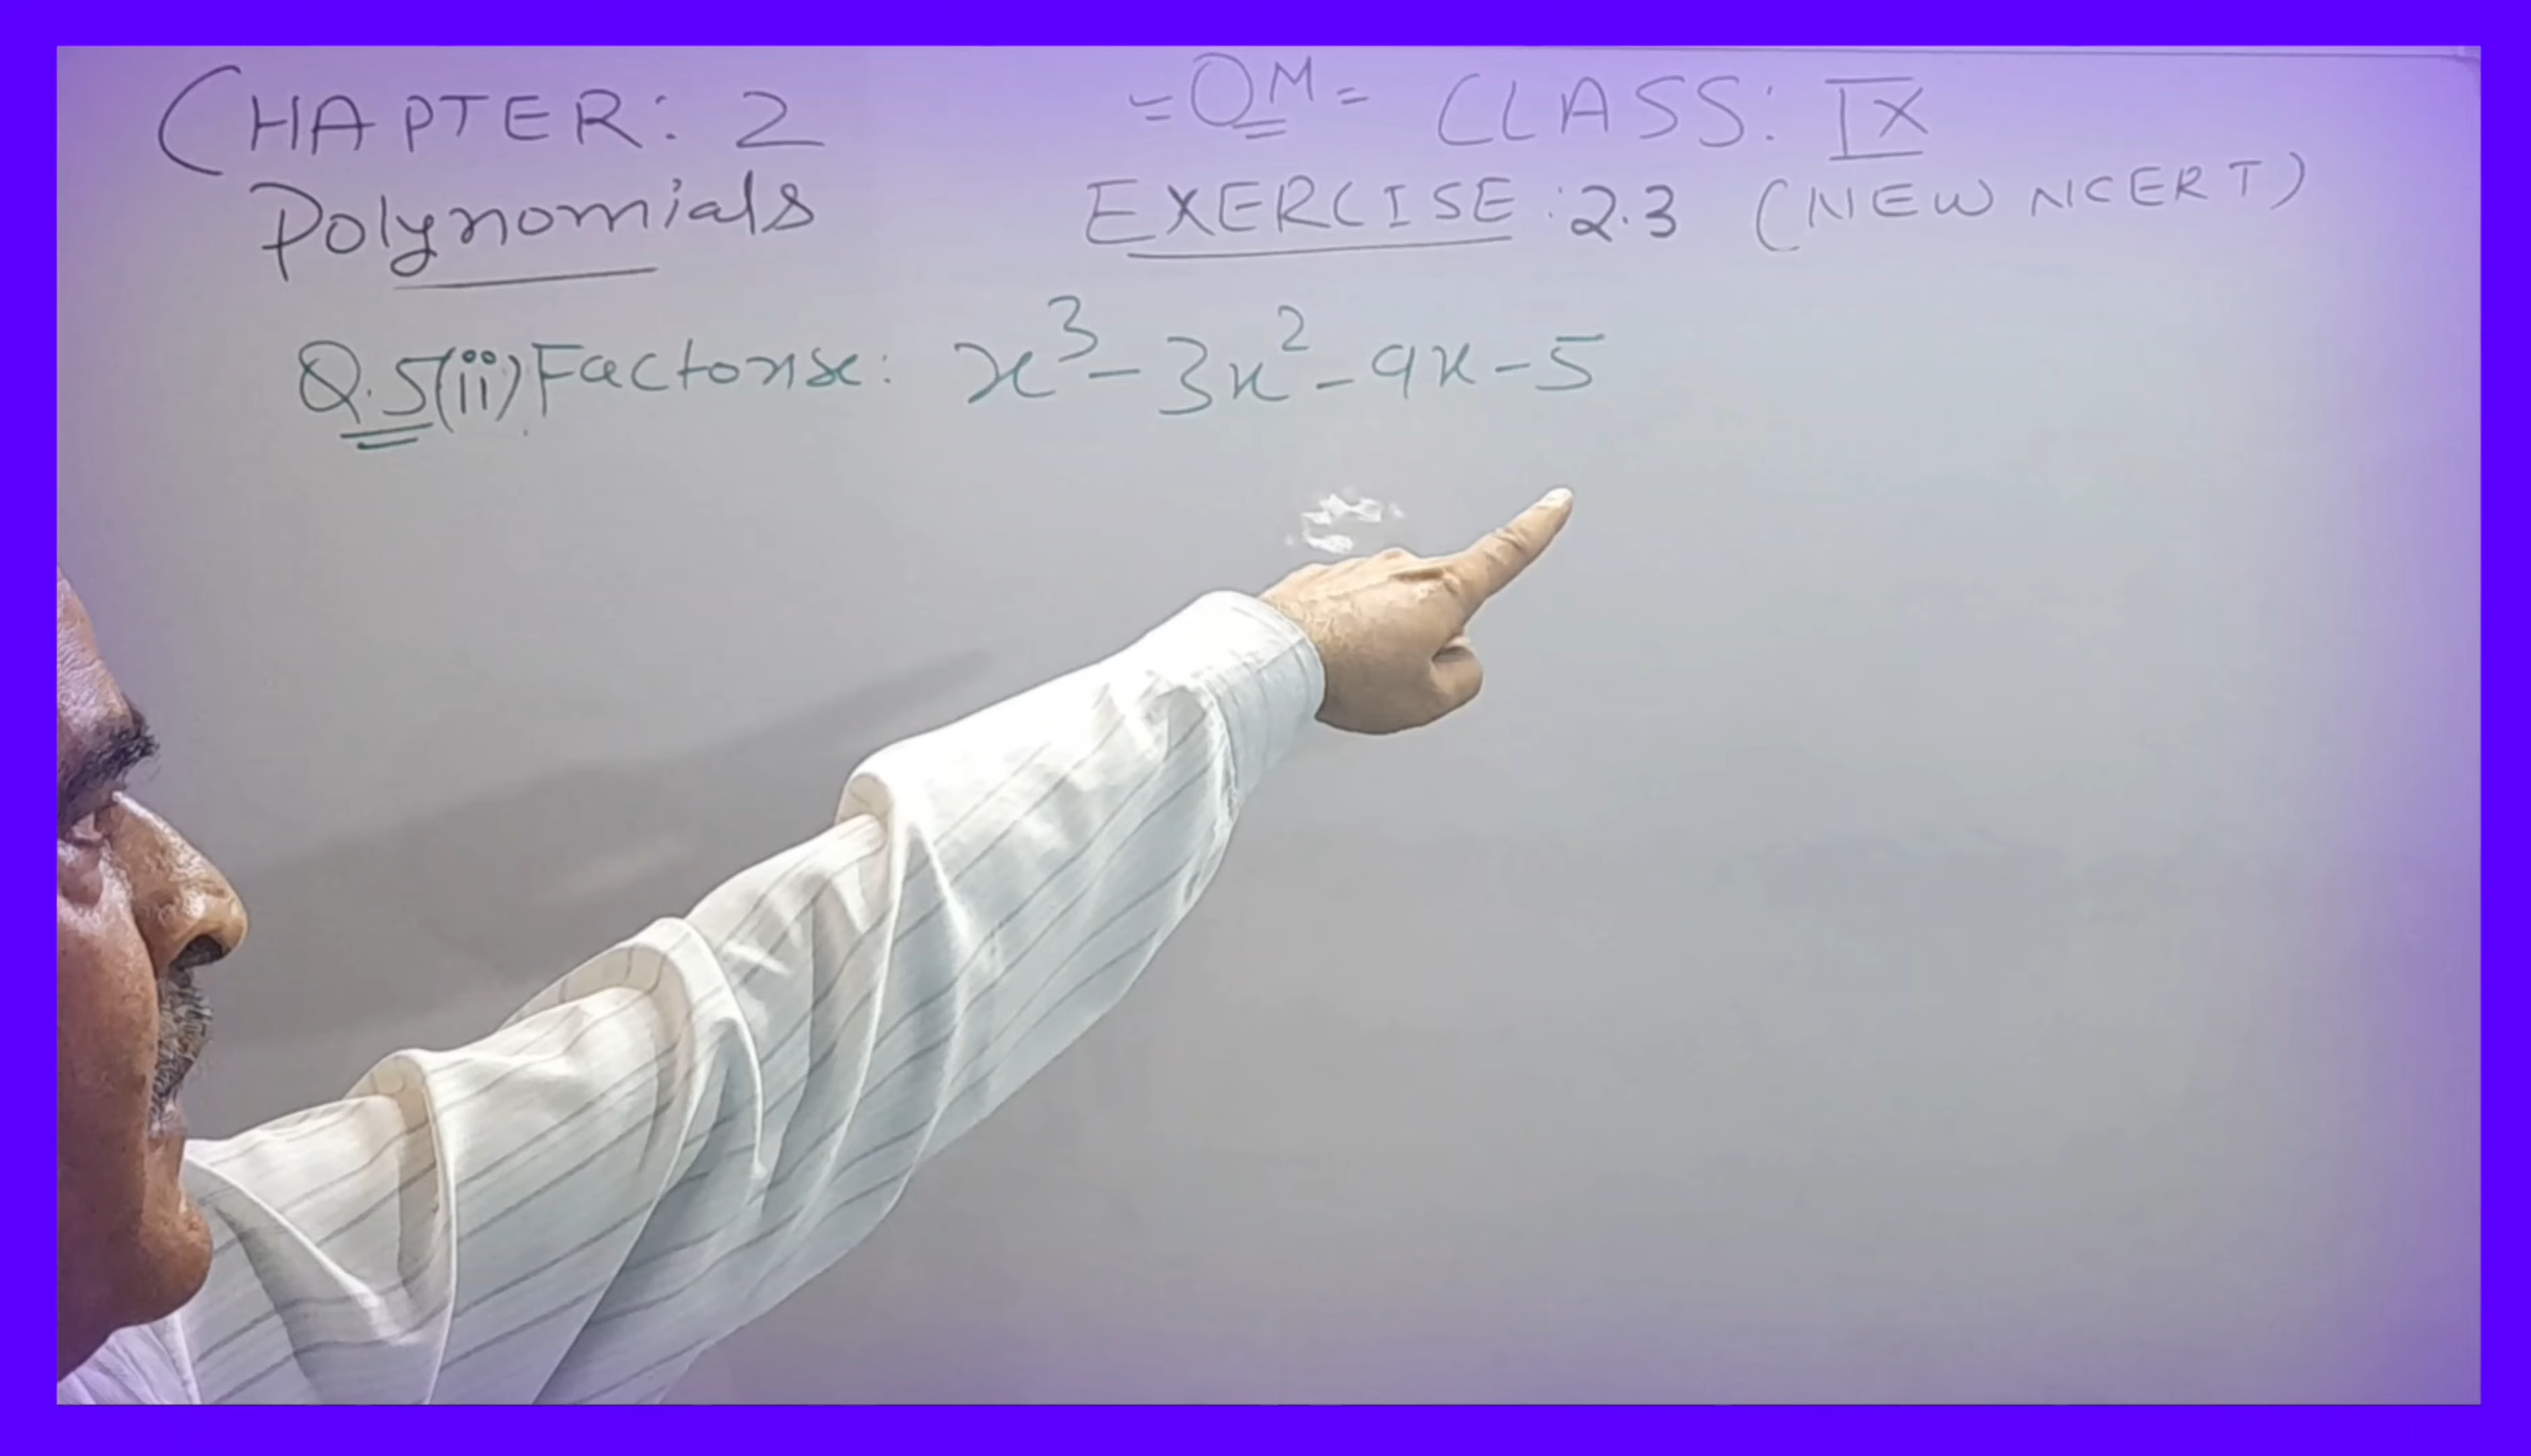 CHAPTER: 2
Polynomials
=OM= CLASS: IX
EXERCISE: 2.3 (NEW NCERT)
Q.5(ii) Factorise: x³-3x²-9x-5